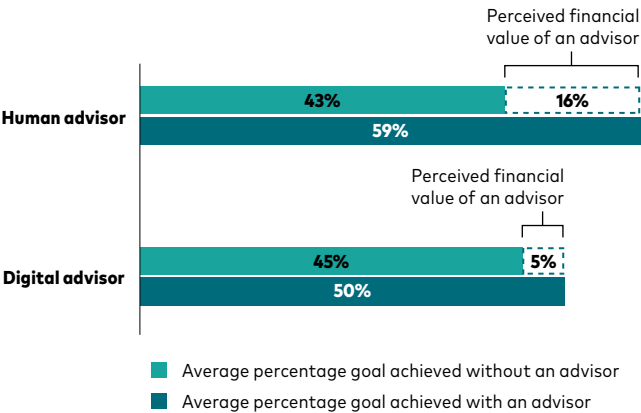 Perceived financial
value of an advisor
43%
16%
Human advisor
59%
Perceived financial
value of an advisor
45%
5%
Digital advisor
50%
Average percentage goal achieved without an advisor
Average percentage goal achieved with an advisor